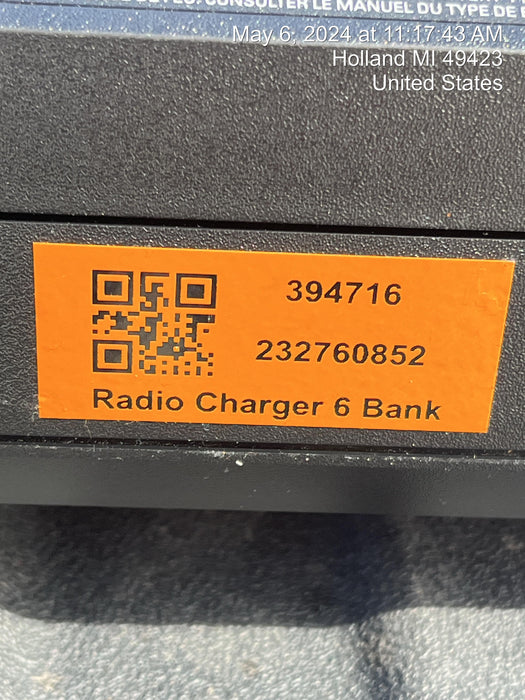 CONSULTER LE MANUEL DU TYPE DE
May 6, 2024 at 11:17:43 AM
Holland MI 49423
United States
394716
232760852
Radio Charger 6 Bank